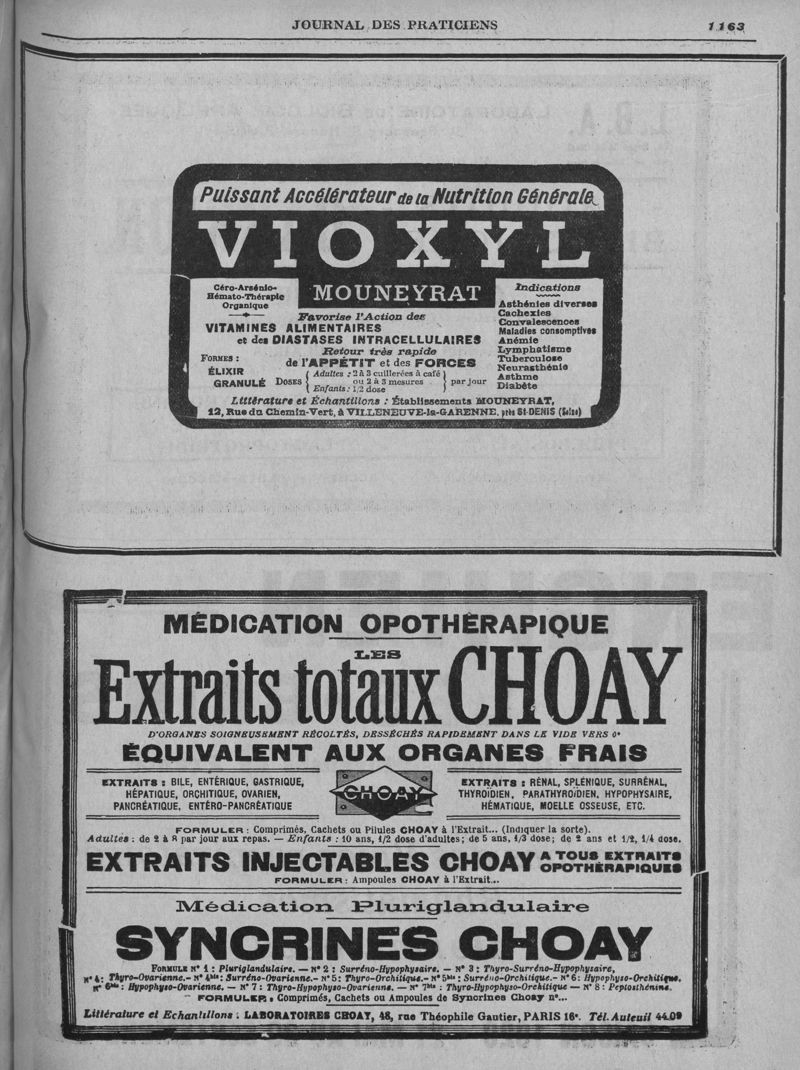 JOURNAL DES PRATICIENS
1163
Puissant Accélérateur de la Nutrition Générale
VIOXYL
MOUNEYRAT
Céro-Arsénio-
Hémato-Thérapie
Organique
Favorise l'Action des
VITAMINES ALIMENTAIRES
et des DIASTASES INTRACELLULAIRES
Retour très rapide
de l'APPÉTIT et des FORCES
FORMES :
ÉLIXIR
GRANULÉ
DOSES
Adultes : 2 à 3 cuillerées à café
ou 2 à 3 mesures
Enfants : 1/2 dose
par jour
Indications
Asthénies diverses
Cachexies
Convalescences
Maladies consomptives
Anémie
Lymphatisme
Tuberculose
Neurasthénie
Asthme
Diabète
Littérature et Échantillons : Établissements MOUNEYRAT,
12, Rue du Chemin-Vert, à VILLENEUVE-la-GARENNE, près St-DENIS (Seine)
MÉDICATION OPOTHÉRAPIQUE
LES
Extraits totaux CHOAY
D'ORGANES SOIGNEUSEMENT RÉCOLTÉS, DESSÉCHÉS RAPIDEMENT DANS LE VIDE VERS 0°
ÉQUIVALENT AUX ORGANES FRAIS
EXTRAITS : BILE, ENTÉRIQUE, GASTRIQUE,
HÉPATIQUE, ORCHITIQUE, OVARIEN,
PANCRÉATIQUE, ENTÉRO-PANCRÉATIQUE
CHOAY
EXTRAITS : RÉNAL, SPLÉNIQUE, SURRÉNAL,
THYROÏDIEN, PARATHYROÏDIEN, HYPOPHYSAIRE,
HÉMATIQUE, MOELLE OSSEUSE, ETC.
FORMULER : Comprimés, Cachets ou Pilules CHOAY à l'Extrait... (Indiquer la sorte).
Adultes : de 2 à 8 par jour aux repas. — Enfants : 10 ans, 1/2 dose d'adultes; de 5 ans, 1/3 dose; de 2 ans et 1/2, 1/4 dose.
EXTRAITS INJECTABLES CHOAY A TOUS EXTRAITS OPOTHÉRAPIQUES
FORMULER : Ampoules CHOAY à l'Extrait...
Médication Pluriglandulaire
SYNCRINES CHOAY
FORMULE N° 1 : Pluriglandulaire. — N° 2 : Surréno-Hypophysaire. — N° 3 : Thyro-Surréno-Hypophysaire,
N° 4 : Thyro-Ovarienne.- N° 4bis : Surréno-Ovarienne.- N° 5 : Thyro-Orchitique.- N° 5bis : Surréno-Orchitique.- N° 6 : Hypophyso-Orchitique.
N° 6bis : Hypophyso-Ovarienne. — N° 7 : Thyro-Hypophyso-Ovarienne. — N° 7bis : Thyro-Hypophyso-Orchitique — N° 8 : Peptosthénine.
FORMULER : Comprimés, Cachets ou Ampoules de Syncrines Choay n°...
Littérature et Echantillons : LABORATOIRES CHOAY, 48, rue Théophile Gautier, PARIS 16e. Tél. Auteuil 44-09